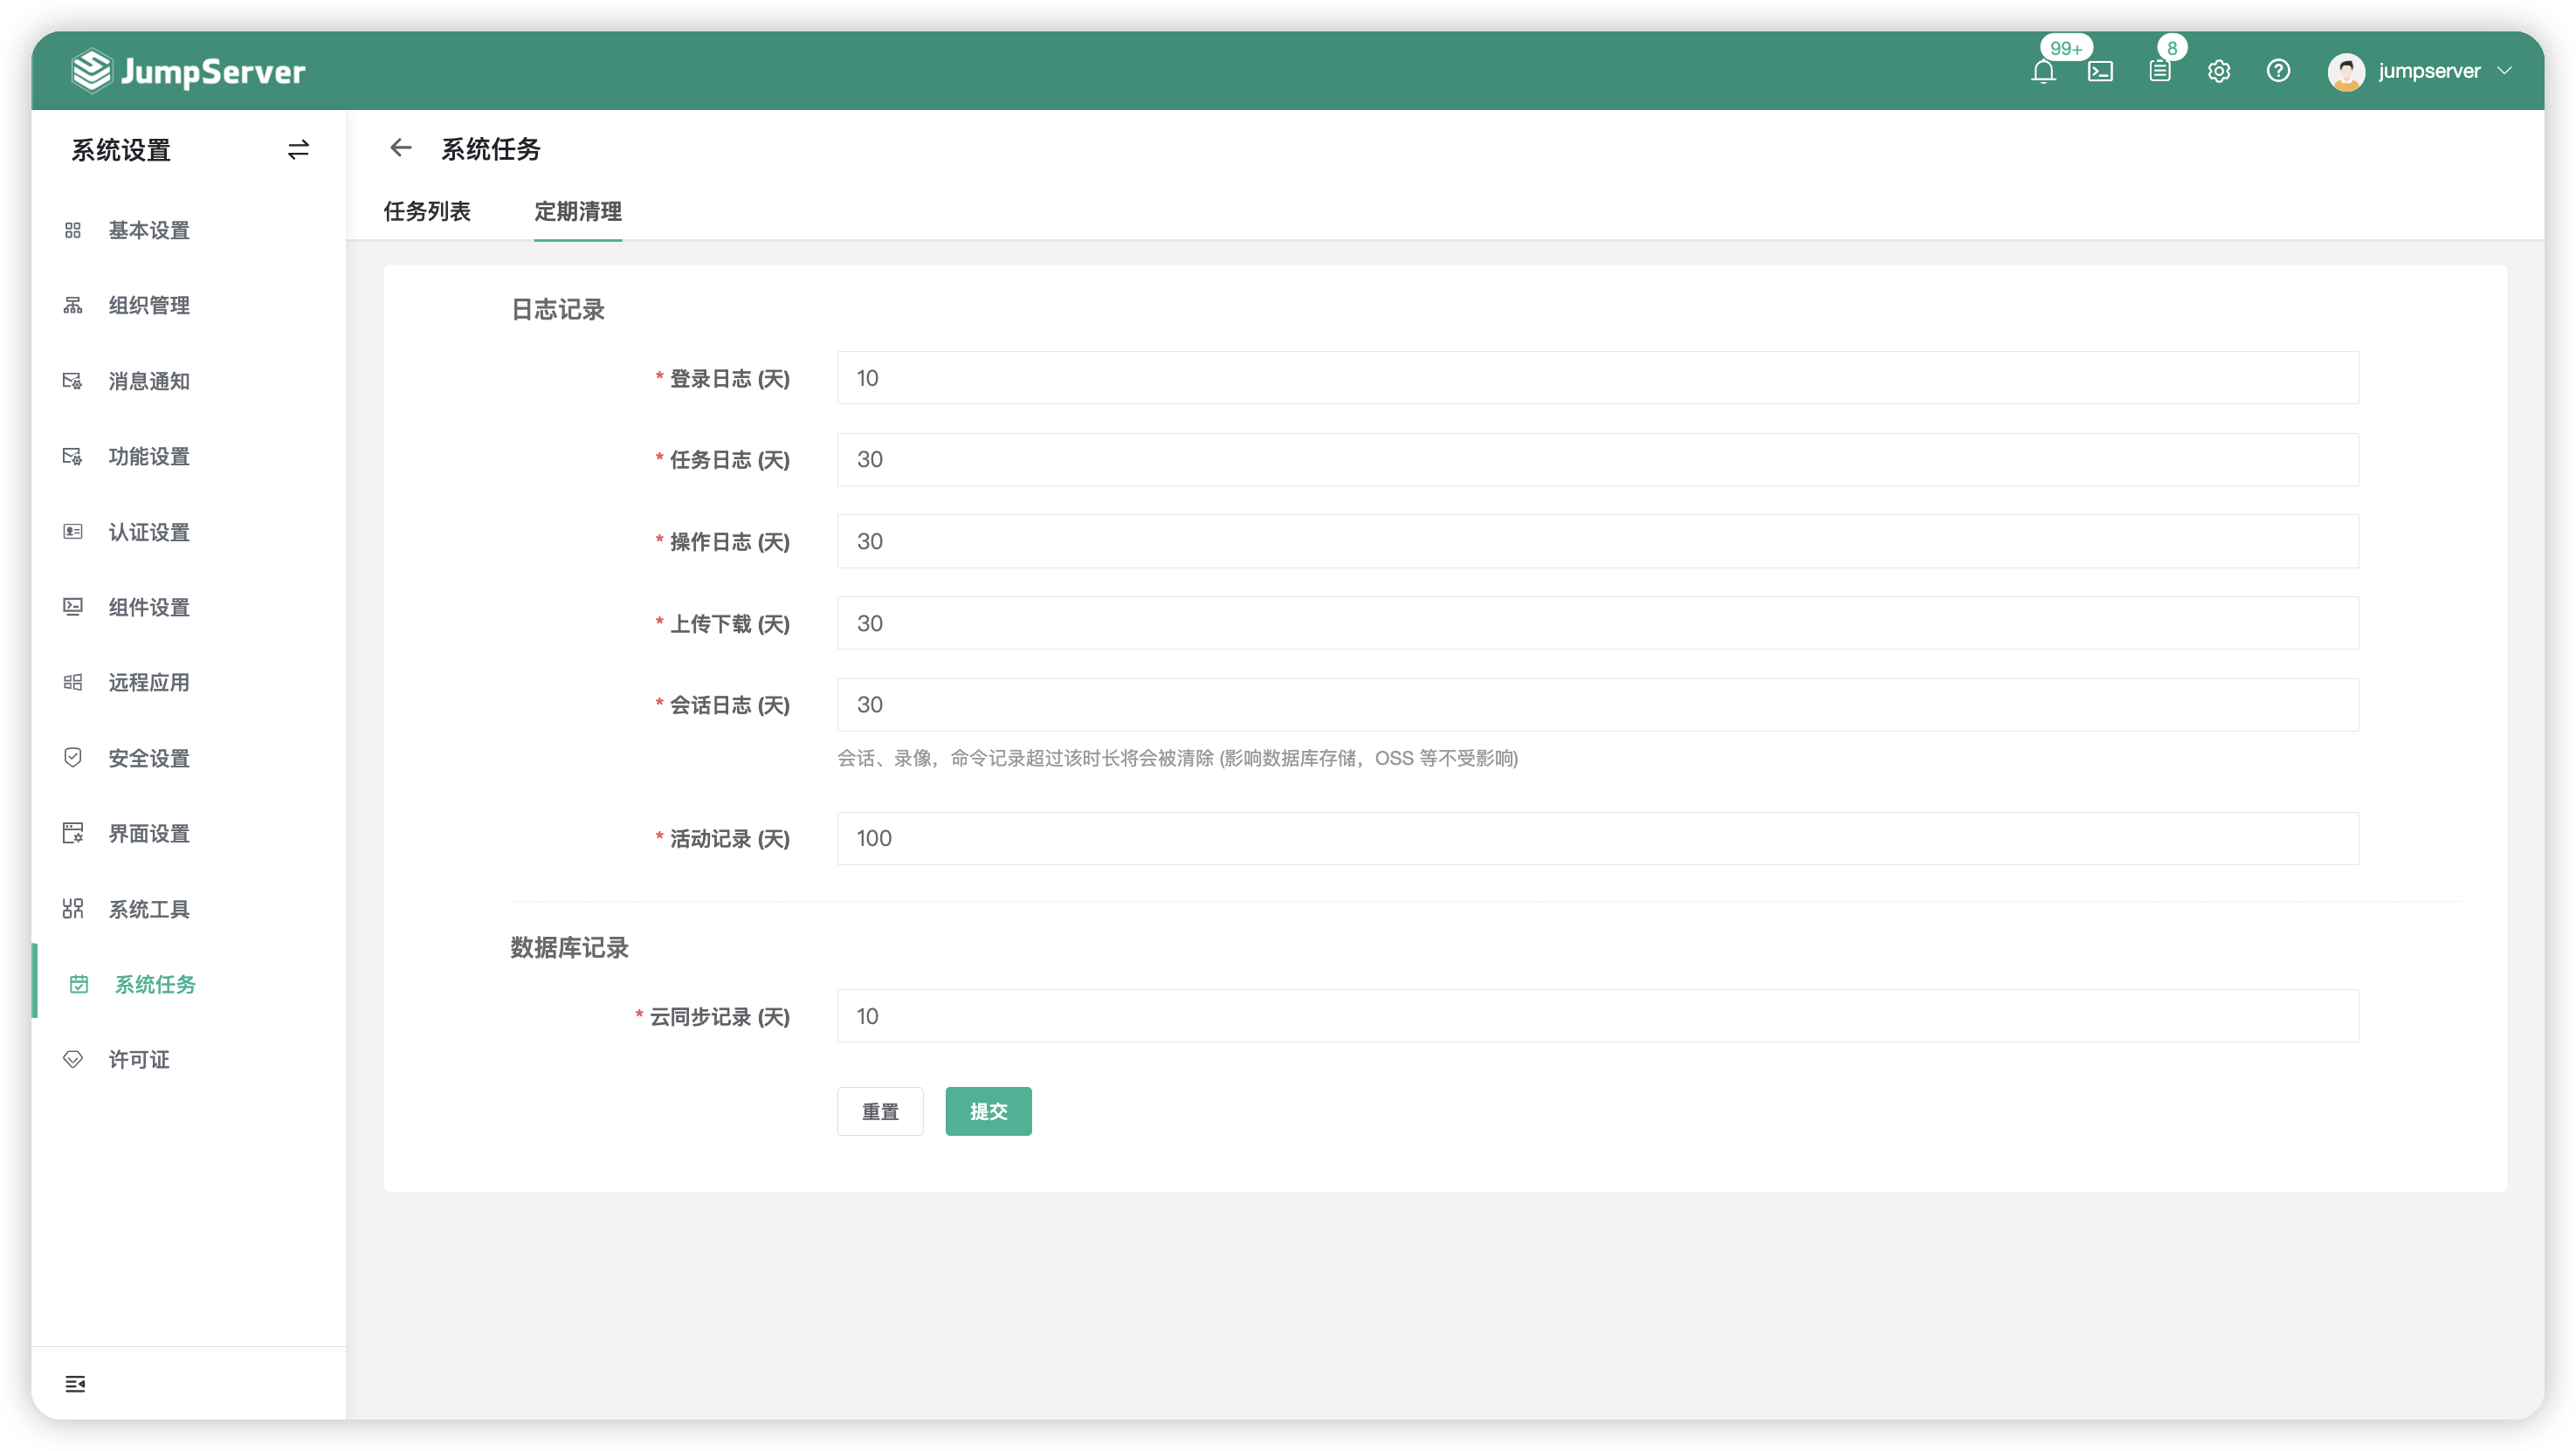 JumpServer
99+
8
jumpserver
系统设置
系统任务
任务列表
定期清理
基本设置
组织管理
消息通知
功能设置
认证设置
组件设置
远程应用
安全设置
界面设置
系统工具
系统任务
许可证
日志记录
* 登录日志 (天)
10
* 任务日志 (天)
30
* 操作日志 (天)
30
* 上传下载 (天)
30
* 会话日志 (天)
30
会话、录像，命令记录超过该时长将会被清除 (影响数据库存储，OSS 等不受影响)
* 活动记录 (天)
100
数据库记录
* 云同步记录 (天)
10
重置
提交